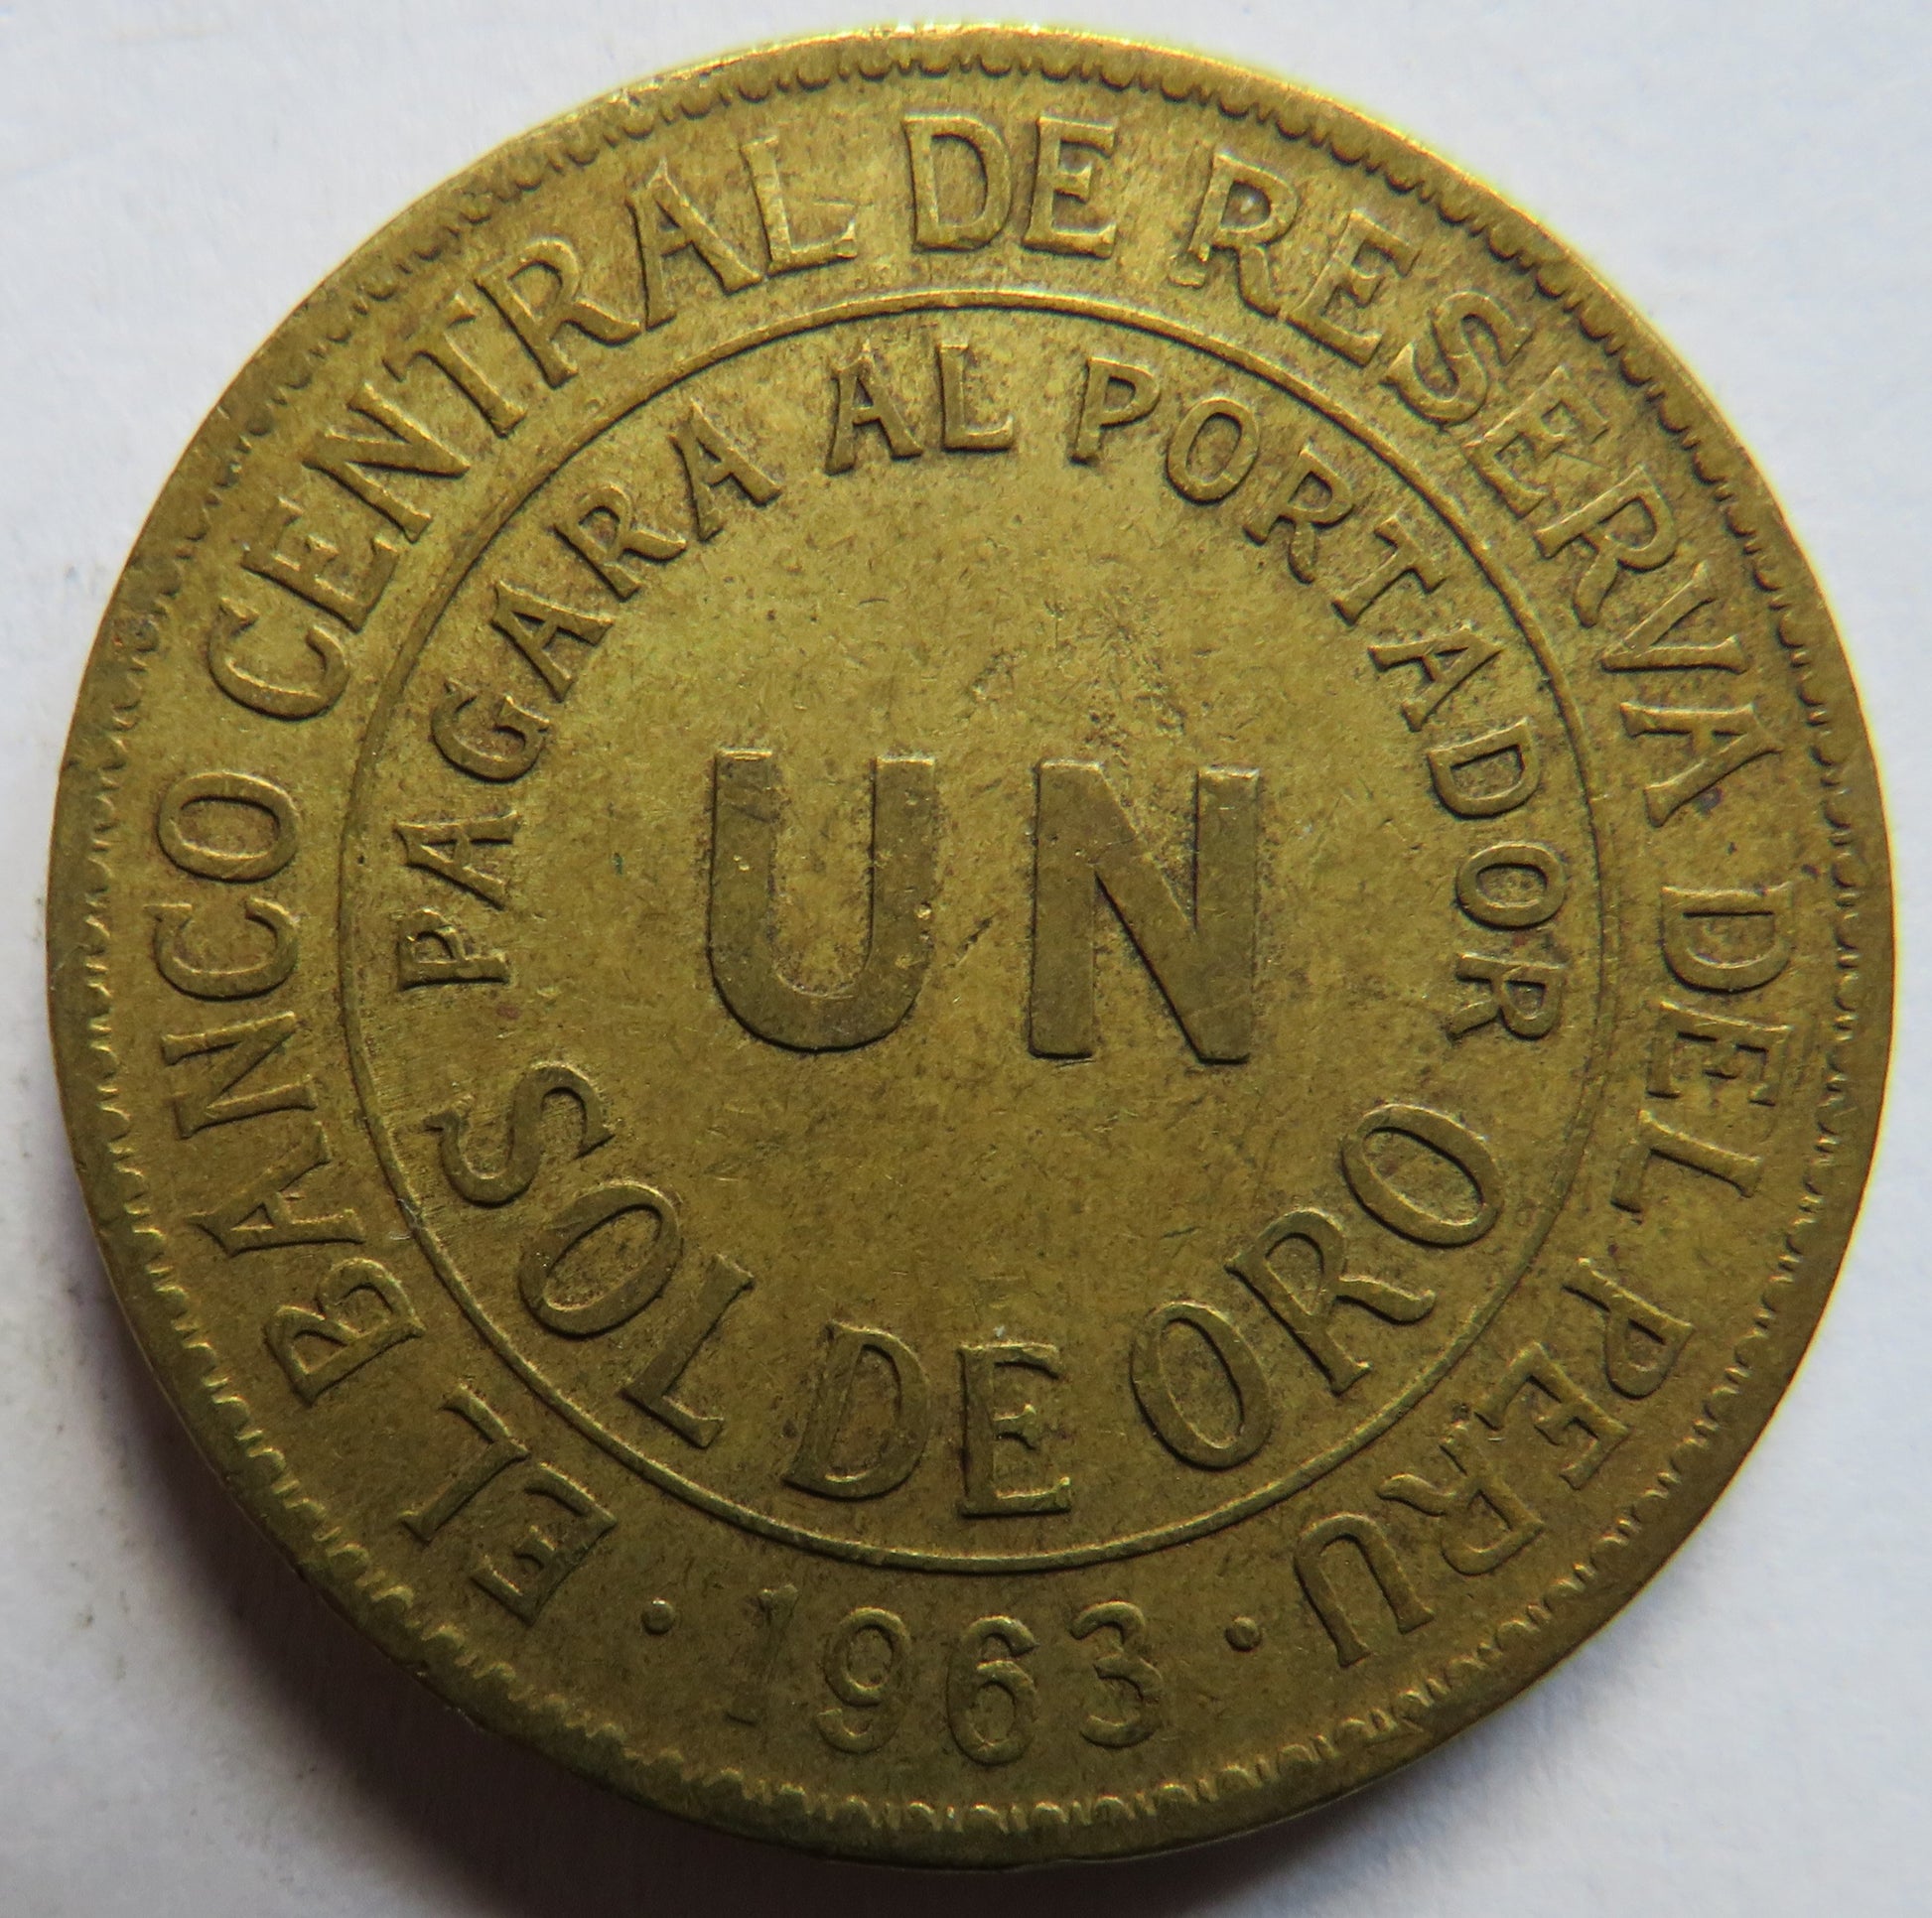 EL BANCO CENTRAL DE RESERVA DEL PERU
PAGARA AL PORTADOR
UN
SOL DE ORO
· 1963 ·